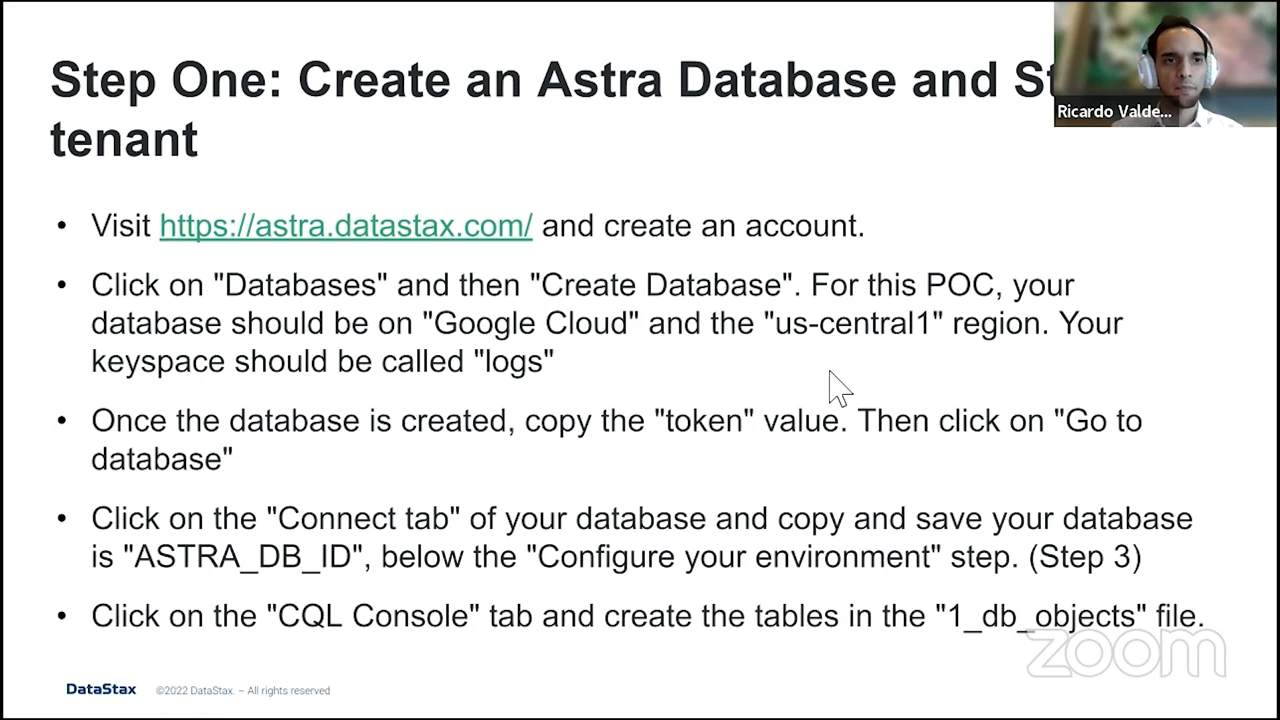 Step One: Create an Astra Database and
tenant
Ricardo Valde...
• Visit https://astra.datastax.com/ and create an account.
• Click on "Databases" and then "Create Database". For this POC, your
database should be on "Google Cloud" and the "us-central1" region. Your
keyspace should be called "logs"
• Once the database is created, copy the "token" value. Then click on "Go to
database"
• Click on the "Connect tab" of your database and copy and save your database
is "ASTRA_DB_ID", below the "Configure your environment" step. (Step 3)
• Click on the "CQL Console" tab and create the tables in the "1_db_objects" file.
zoom
DataStax ©2022 DataStax. – All rights reserved